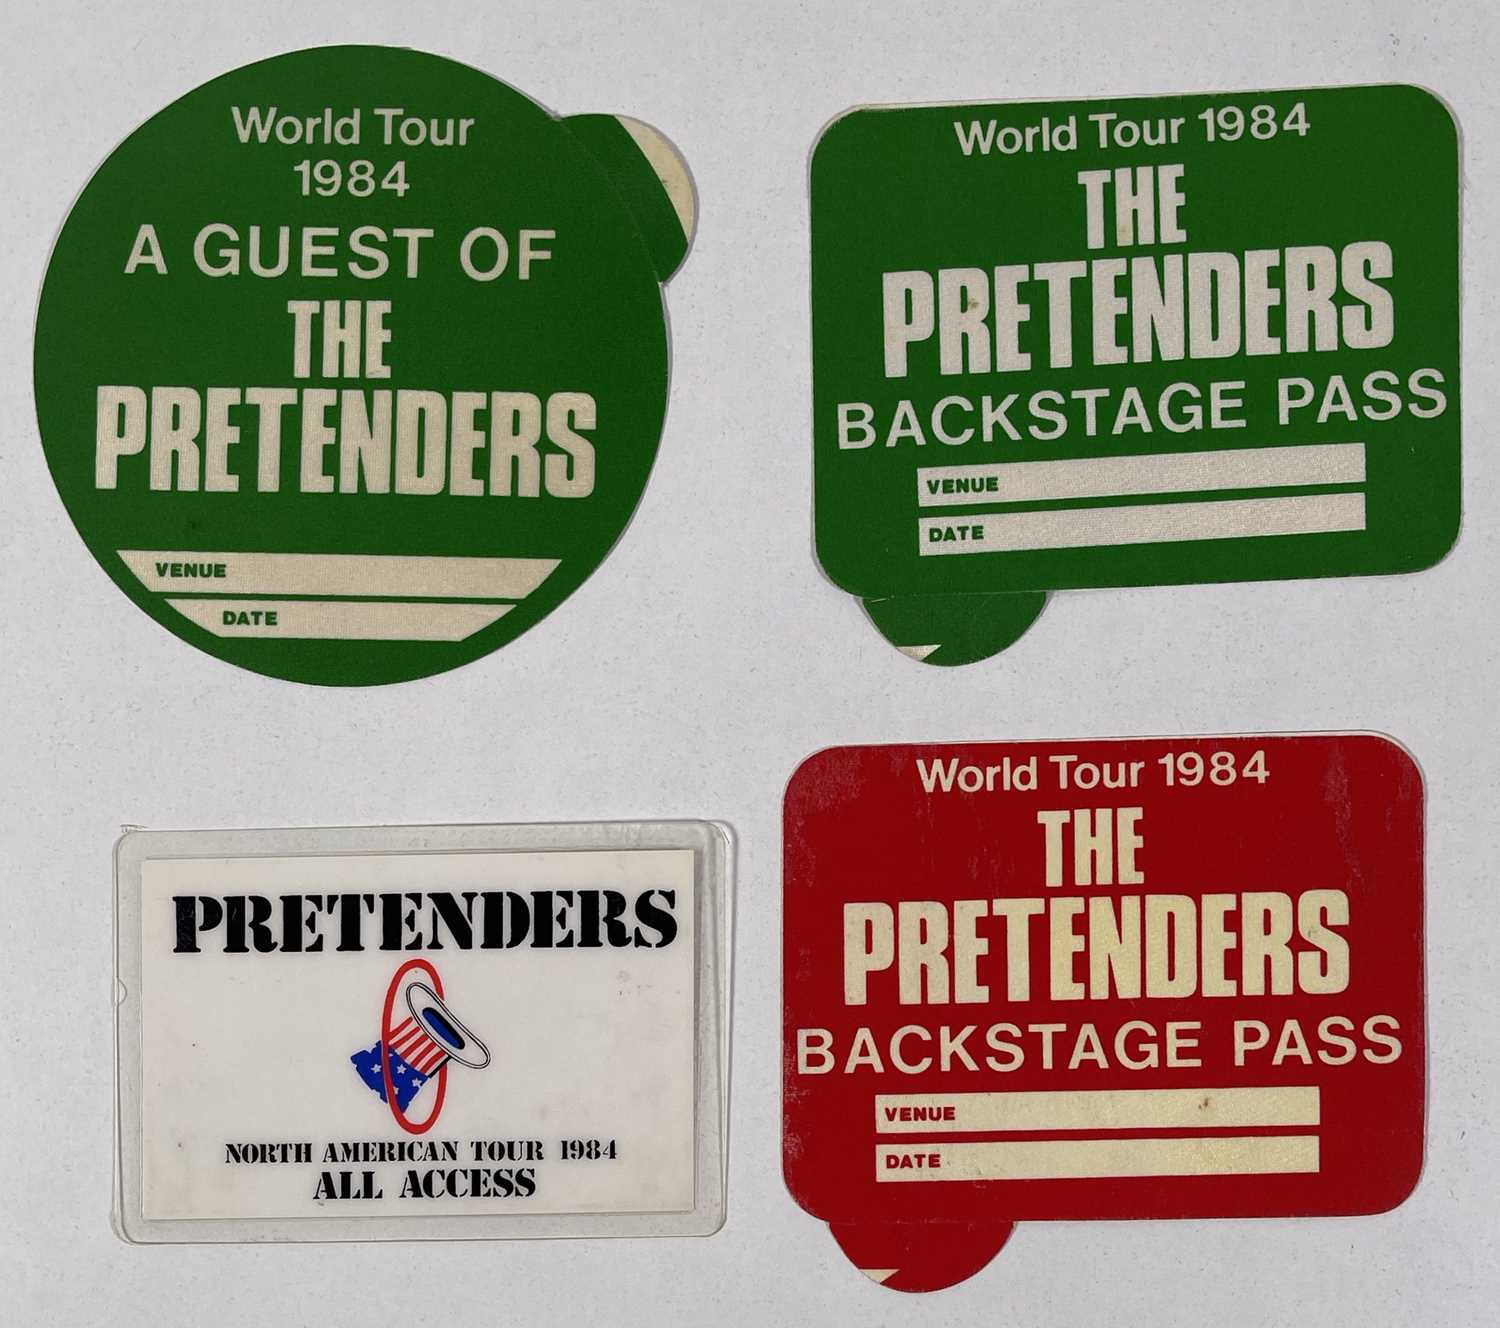 World Tour
1984
A GUEST OF
THE
PRETENDERS
VENUE
DATE
World Tour 1984
THE
PRETENDERS
BACKSTAGE PASS
VENUE
DATE
PRETENDERS
NORTH AMERICAN TOUR 1984
ALL ACCESS
World Tour 1984
THE
PRETENDERS
BACKSTAGE PASS
VENUE
DATE